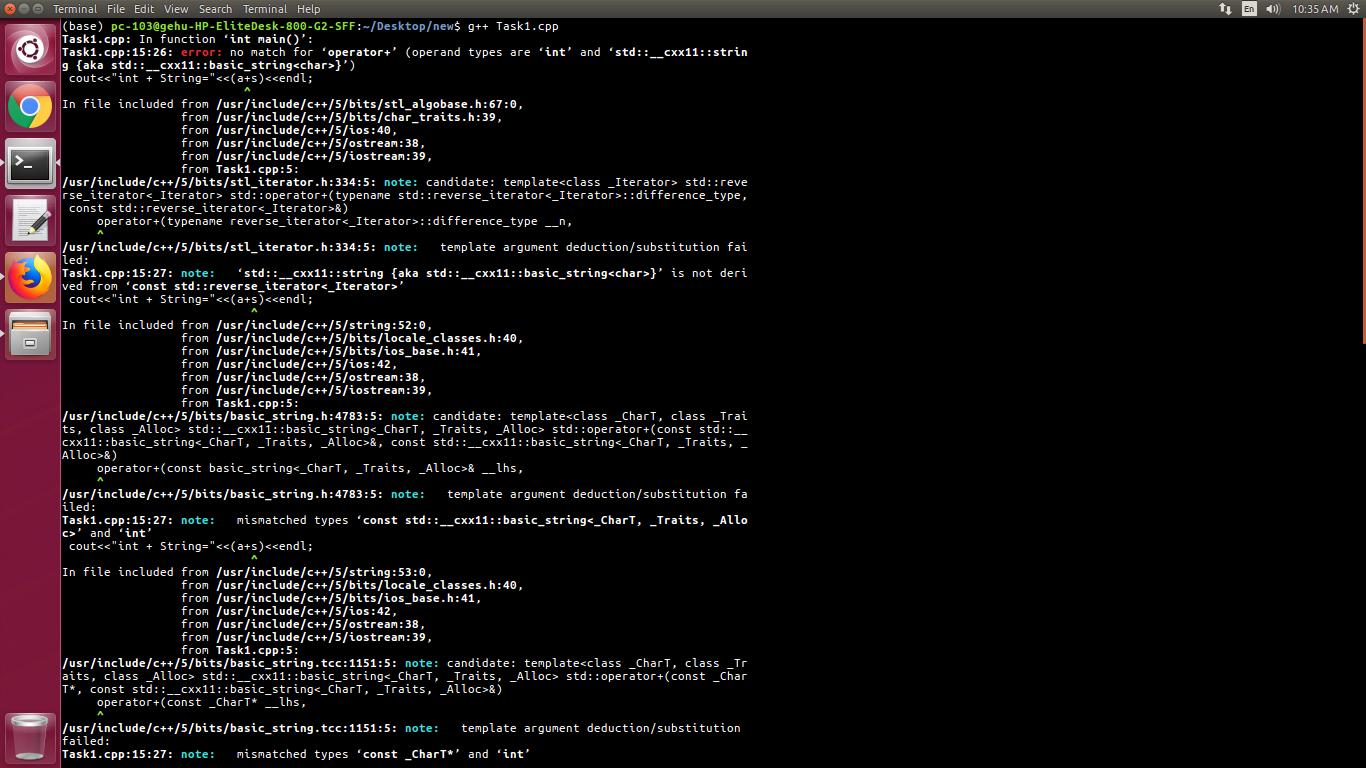 Terminal File Edit View Search Terminal Help En 10:35 AM
(base) pc-103@gehu-HP-EliteDesk-800-G2-SFF:~/Desktop/new$ g++ Task1.cpp
Task1.cpp: In function ‘int main()’:
Task1.cpp:15:26: error: no match for ‘operator+’ (operand types are ‘int’ and ‘std::__cxx11::strin
g {aka std::__cxx11::basic_string<char>}’)
 cout<<"int + String="<<(a+s)<<endl;
                          ^
In file included from /usr/include/c++/5/bits/stl_algobase.h:67:0,
                 from /usr/include/c++/5/bits/char_traits.h:39,
                 from /usr/include/c++/5/ios:40,
                 from /usr/include/c++/5/ostream:38,
                 from /usr/include/c++/5/iostream:39,
                 from Task1.cpp:5:
/usr/include/c++/5/bits/stl_iterator.h:334:5: note: candidate: template<class _Iterator> std::reve
rse_iterator<_Iterator> std::operator+(typename std::reverse_iterator<_Iterator>::difference_type,
 const std::reverse_iterator<_Iterator>&)
     operator+(typename reverse_iterator<_Iterator>::difference_type __n,
     ^
/usr/include/c++/5/bits/stl_iterator.h:334:5: note:   template argument deduction/substitution fai
led:
Task1.cpp:15:27: note:   ‘std::__cxx11::string {aka std::__cxx11::basic_string<char>}’ is not deri
ved from ‘const std::reverse_iterator<_Iterator>’
 cout<<"int + String="<<(a+s)<<endl;
                           ^
In file included from /usr/include/c++/5/string:52:0,
                 from /usr/include/c++/5/bits/locale_classes.h:40,
                 from /usr/include/c++/5/bits/ios_base.h:41,
                 from /usr/include/c++/5/ios:42,
                 from /usr/include/c++/5/ostream:38,
                 from /usr/include/c++/5/iostream:39,
                 from Task1.cpp:5:
/usr/include/c++/5/bits/basic_string.h:4783:5: note: candidate: template<class _CharT, class _Trai
ts, class _Alloc> std::__cxx11::basic_string<_CharT, _Traits, _Alloc> std::operator+(const std::__
cxx11::basic_string<_CharT, _Traits, _Alloc>&, const std::__cxx11::basic_string<_CharT, _Traits, _
Alloc>&)
     operator+(const basic_string<_CharT, _Traits, _Alloc>& __lhs,
     ^
/usr/include/c++/5/bits/basic_string.h:4783:5: note:   template argument deduction/substitution fa
iled:
Task1.cpp:15:27: note:   mismatched types ‘const std::__cxx11::basic_string<_CharT, _Traits, _Allo
c>’ and ‘int’
 cout<<"int + String="<<(a+s)<<endl;
                           ^
In file included from /usr/include/c++/5/string:53:0,
                 from /usr/include/c++/5/bits/locale_classes.h:40,
                 from /usr/include/c++/5/bits/ios_base.h:41,
                 from /usr/include/c++/5/ios:42,
                 from /usr/include/c++/5/ostream:38,
                 from /usr/include/c++/5/iostream:39,
                 from Task1.cpp:5:
/usr/include/c++/5/bits/basic_string.tcc:1151:5: note: candidate: template<class _CharT, class _Tr
aits, class _Alloc> std::__cxx11::basic_string<_CharT, _Traits, _Alloc> std::operator+(const _Char
T*, const std::__cxx11::basic_string<_CharT, _Traits, _Alloc>&)
     operator+(const _CharT* __lhs,
     ^
/usr/include/c++/5/bits/basic_string.tcc:1151:5: note:   template argument deduction/substitution
failed:
Task1.cpp:15:27: note:   mismatched types ‘const _CharT*’ and ‘int’